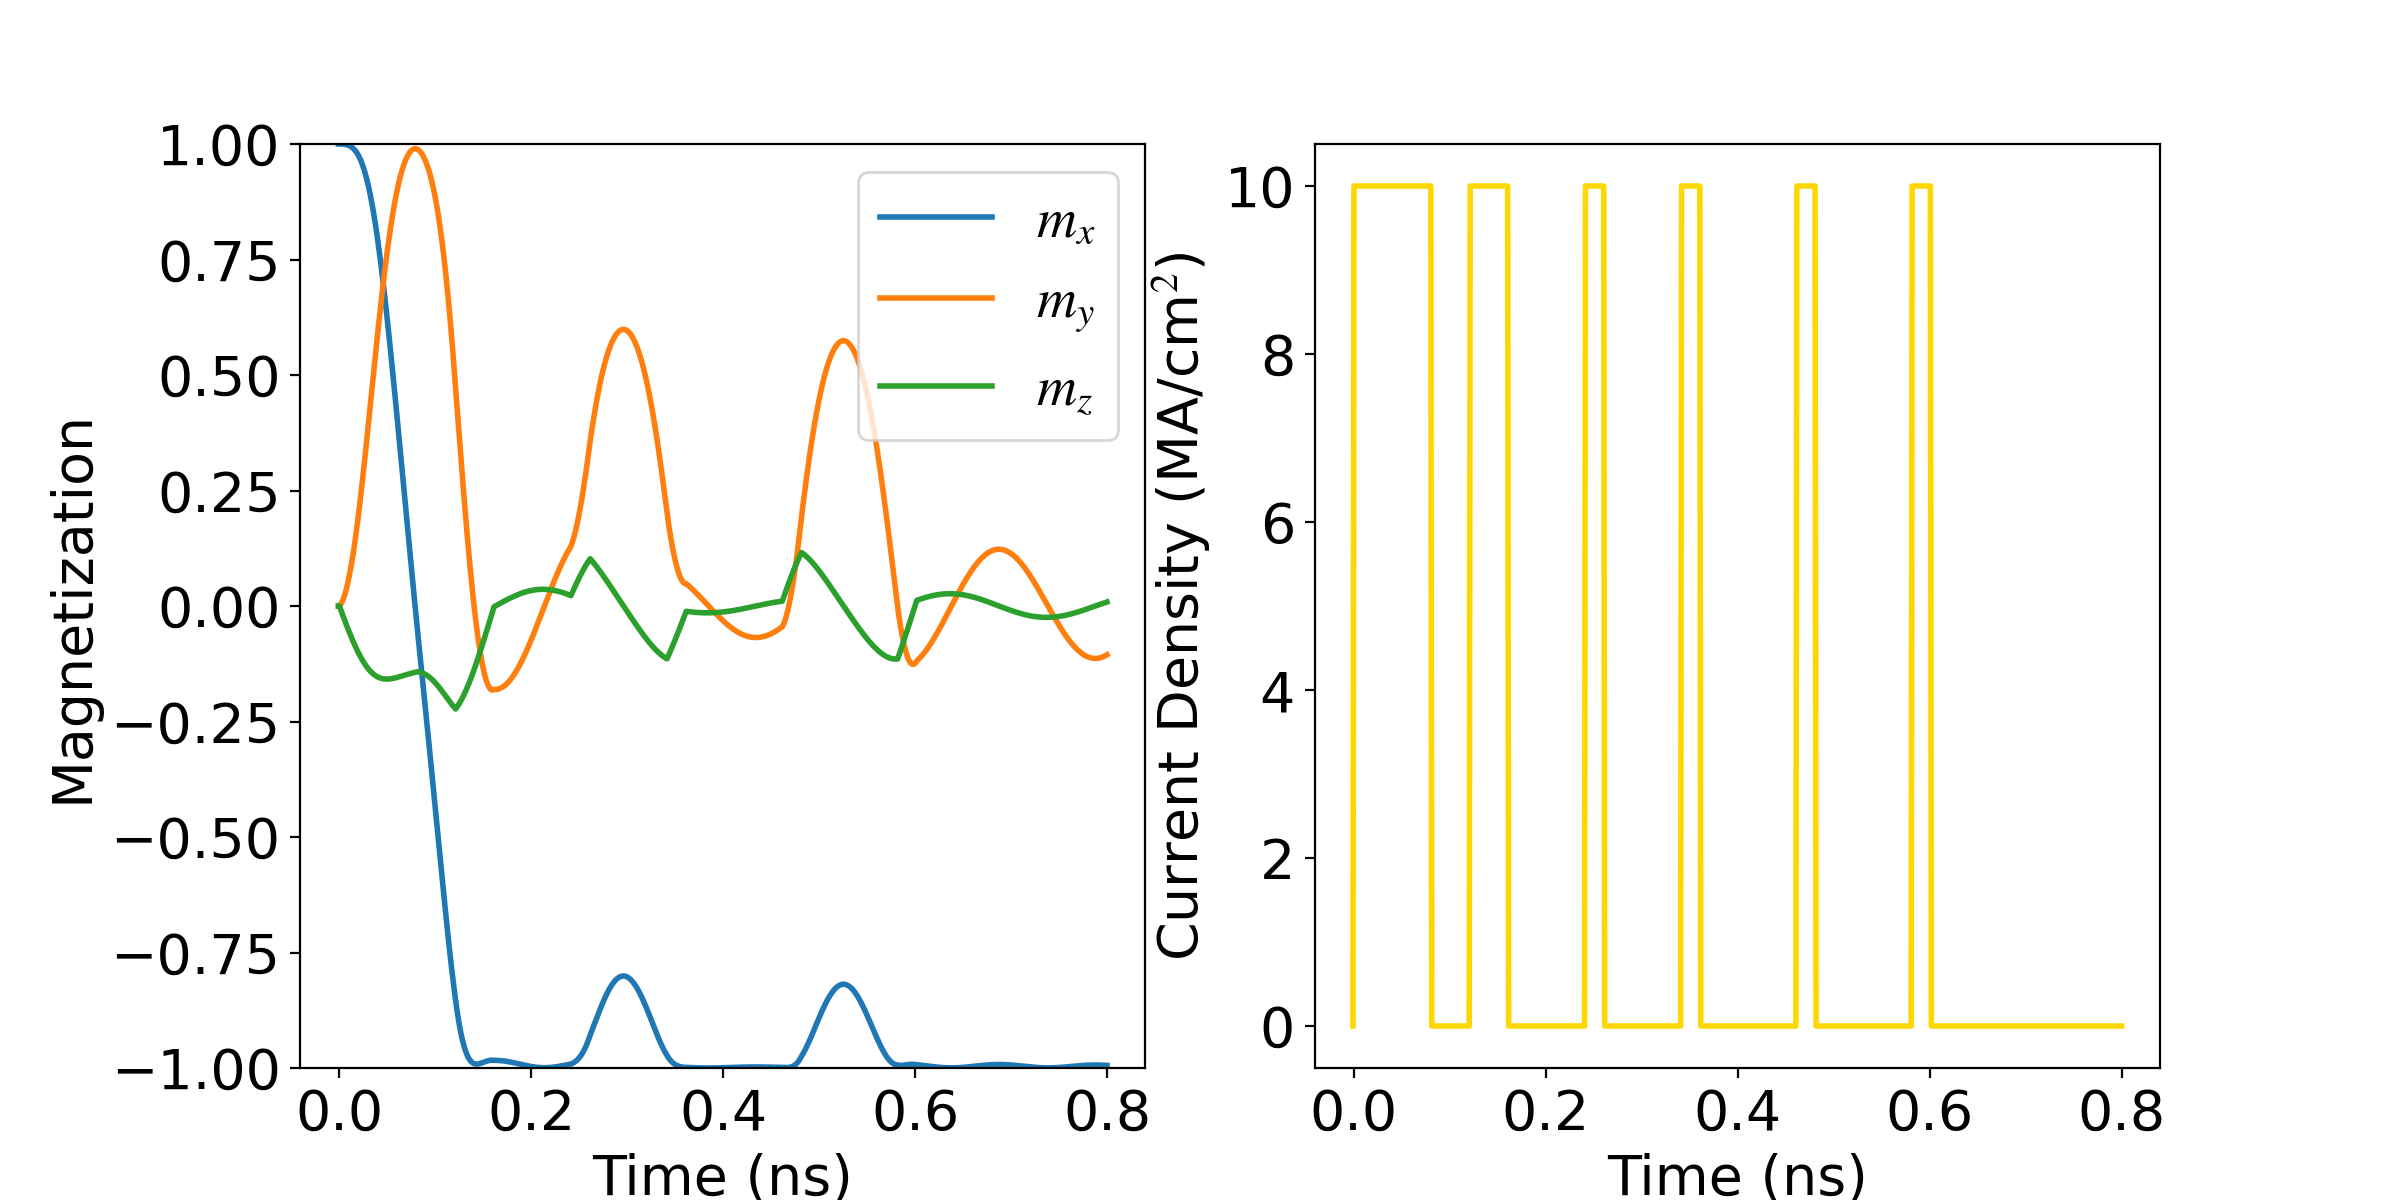 Magnetization
1.00
0.75
0.50
0.25
0.00
−0.25
−0.50
−0.75
−1.00
0.0 0.2 0.4 0.6 0.8
Time (ns)
m_x
m_y
m_z
Current Density (MA/cm²)
10
8
6
4
2
0
0.0 0.2 0.4 0.6 0.8
Time (ns)